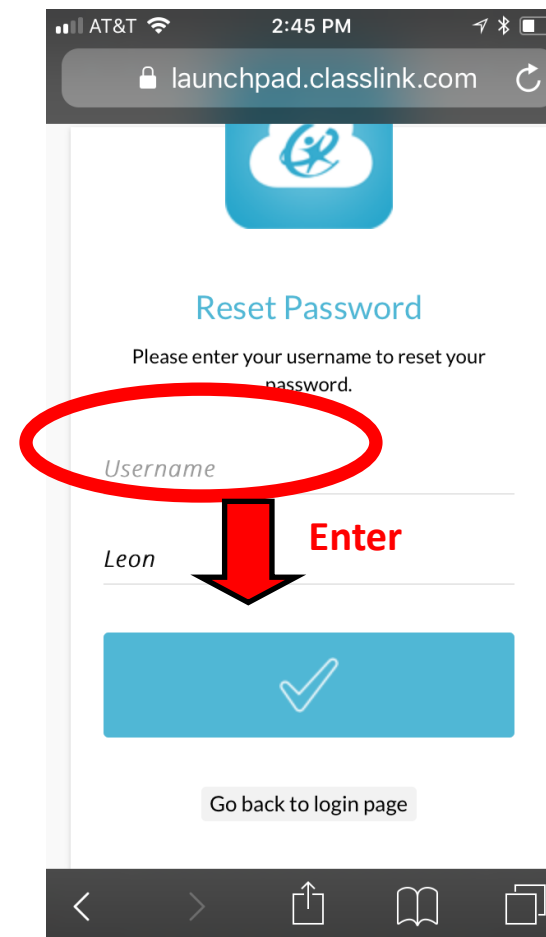 AT&T 2:45 PM
launchpad.classlink.com
Reset Password
Please enter your username to reset your
password.
Username
Enter
Leon
Go back to login page